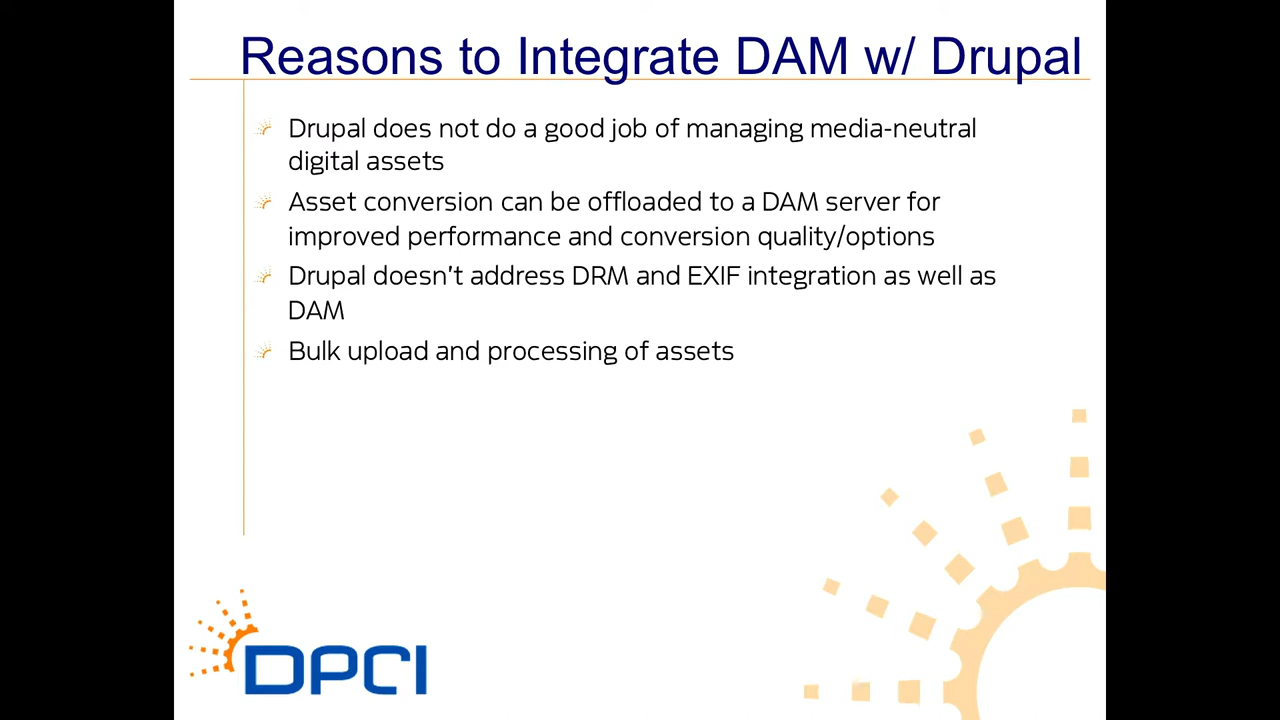 Reasons to Integrate DAM w/ Drupal
Drupal does not do a good job of managing media-neutral
digital assets
Asset conversion can be offloaded to a DAM server for
improved performance and conversion quality/options
Drupal doesn't address DRM and EXIF integration as well as
DAM
Bulk upload and processing of assets
DPCI